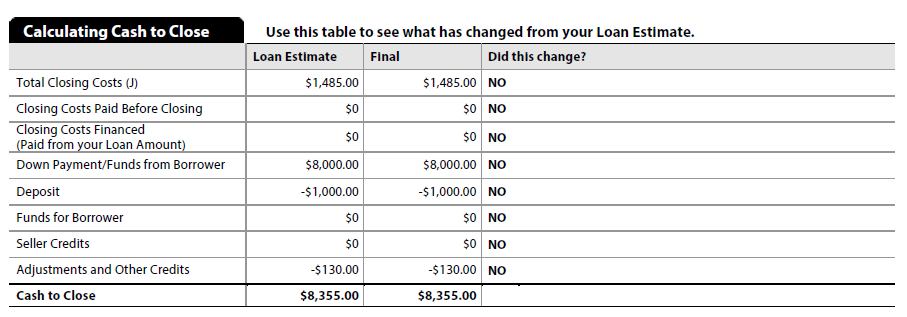 Calculating Cash to Close Use this table to see what has changed from your Loan Estimate.
Loan Estimate Final Did this change?
Total Closing Costs (J) $1,485.00 $1,485.00 NO
Closing Costs Paid Before Closing $0 $0 NO
Closing Costs Financed
(Paid from your Loan Amount) $0 $0 NO
Down Payment/Funds from Borrower $8,000.00 $8,000.00 NO
Deposit -$1,000.00 -$1,000.00 NO
Funds for Borrower $0 $0 NO
Seller Credits $0 $0 NO
Adjustments and Other Credits -$130.00 -$130.00 NO
Cash to Close $8,355.00 $8,355.00